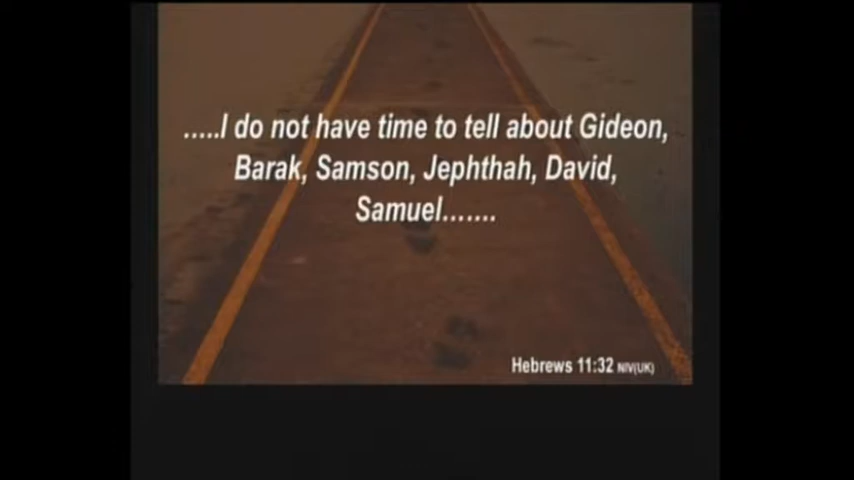 .....I do not have time to tell about Gideon,
Barak, Samson, Jephthah, David,
Samuel.......
Hebrews 11:32 NIV(UK)